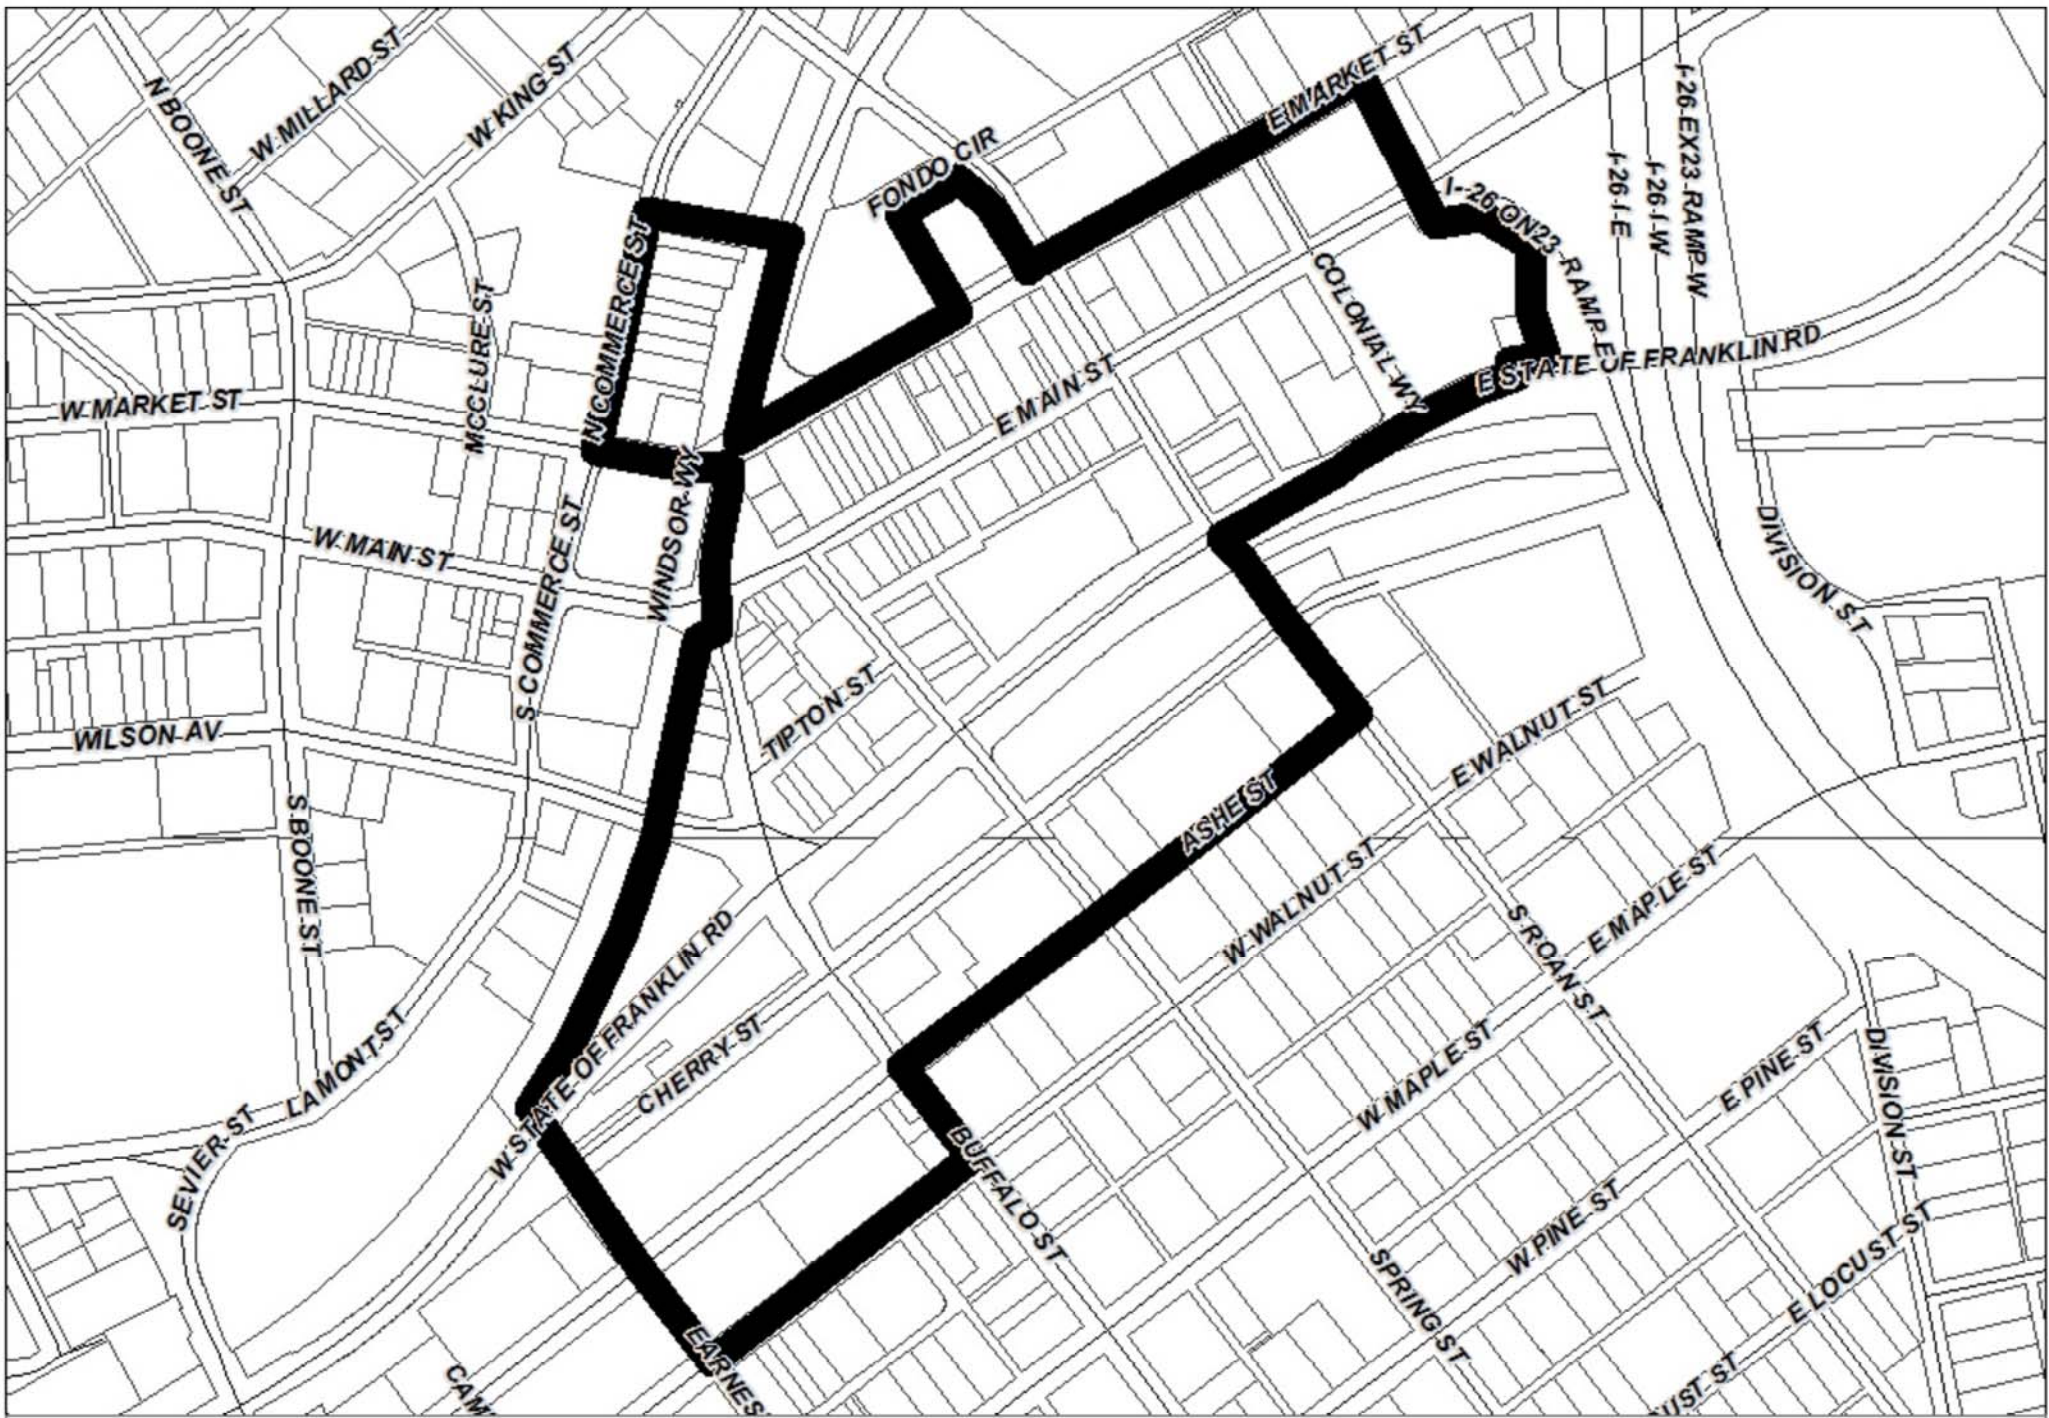 N BOONE ST
W MILLARD ST
W KING ST
E MARKET ST
I-26 EX23 RAMP W
I-26 I E
I-26 I W
FONDO CIR
I-26 ON23 RAMP E
N COMMERCE ST
MCCLURE ST
COLONIAL WY
E STATE OF FRANKLIN RD
W MARKET ST
E MAIN ST
WINDSOR WY
W MAIN ST
S COMMERCE ST
DIVISION ST
TIPTON ST
WILSON AV
E WALNUT ST
ASHE ST
S BOONE ST
W WALNUT ST
E MAPLE ST
S ROAN ST
W STATE OF FRANKLIN RD
CHERRY ST
LAMONT ST
SEVIER ST
W MAPLE ST
E PINE ST
DIVISION ST
BUFFALO ST
W PINE ST
E LOCUST ST
SPRING ST
EARNES
CAM
UST ST